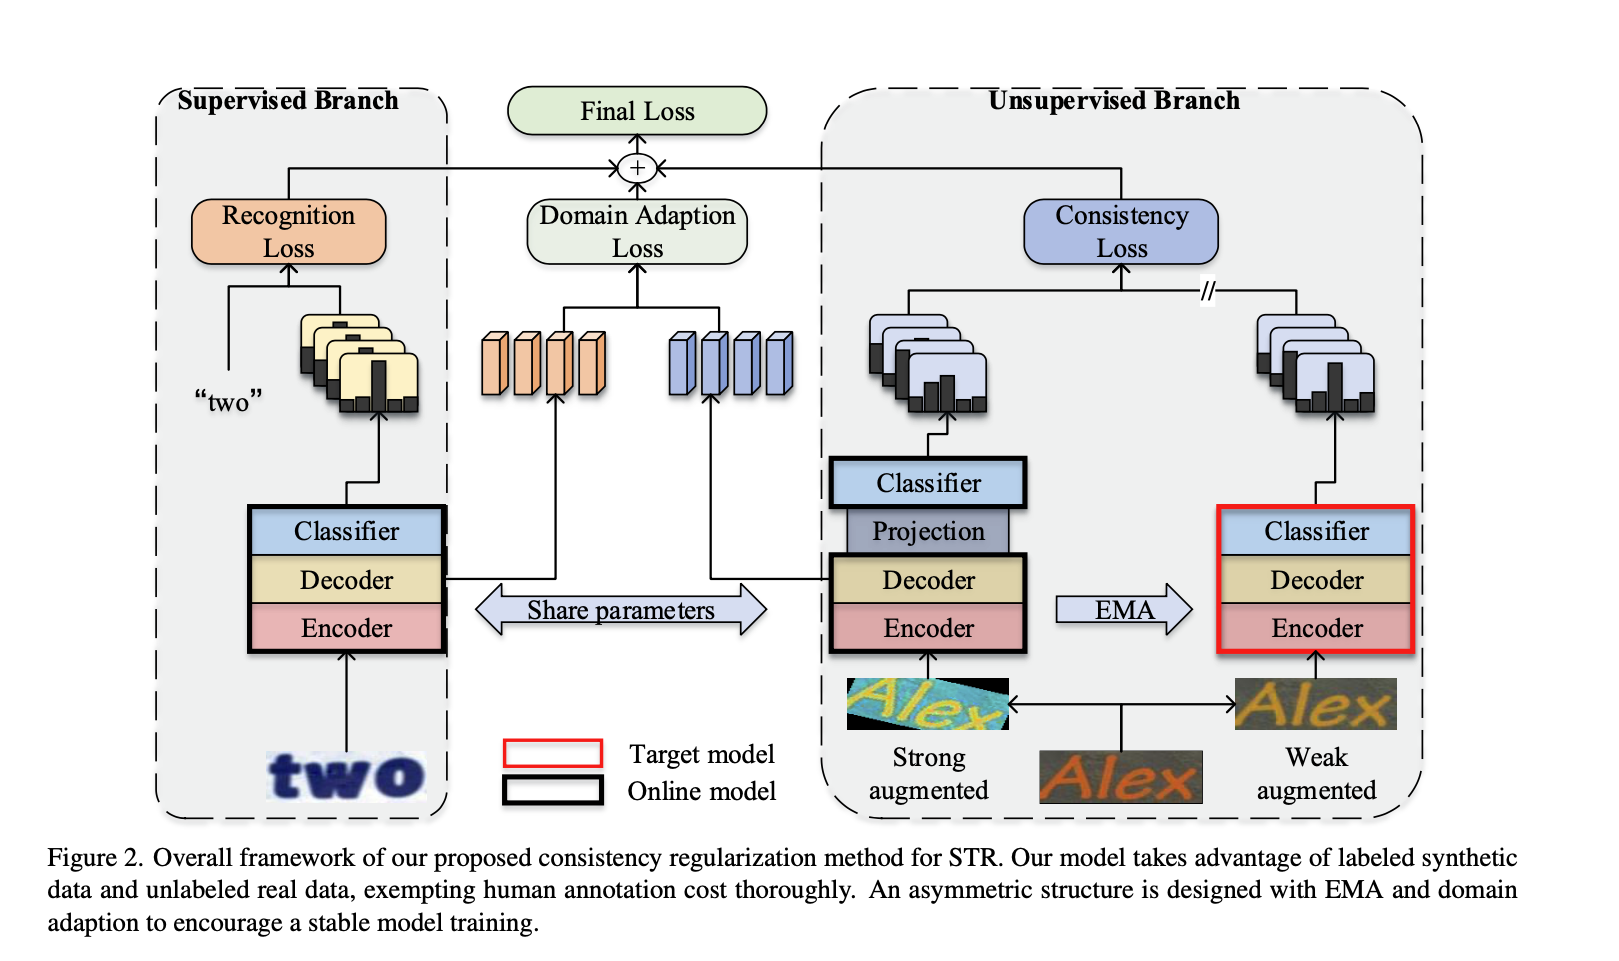 Supervised Branch
Final Loss
Unsupervised Branch
+
Recognition
Loss
Domain Adaption
Loss
Consistency
Loss
//
“two”
Classifier
Decoder
Encoder
Share parameters
Classifier
Projection
Decoder
Encoder
EMA
Classifier
Decoder
Encoder
two
Target model
Online model
Alex
Strong
augmented
Alex
Alex
Weak
augmented
Figure 2. Overall framework of our proposed consistency regularization method for STR. Our model takes advantage of labeled synthetic
data and unlabeled real data, exempting human annotation cost thoroughly. An asymmetric structure is designed with EMA and domain
adaption to encourage a stable model training.